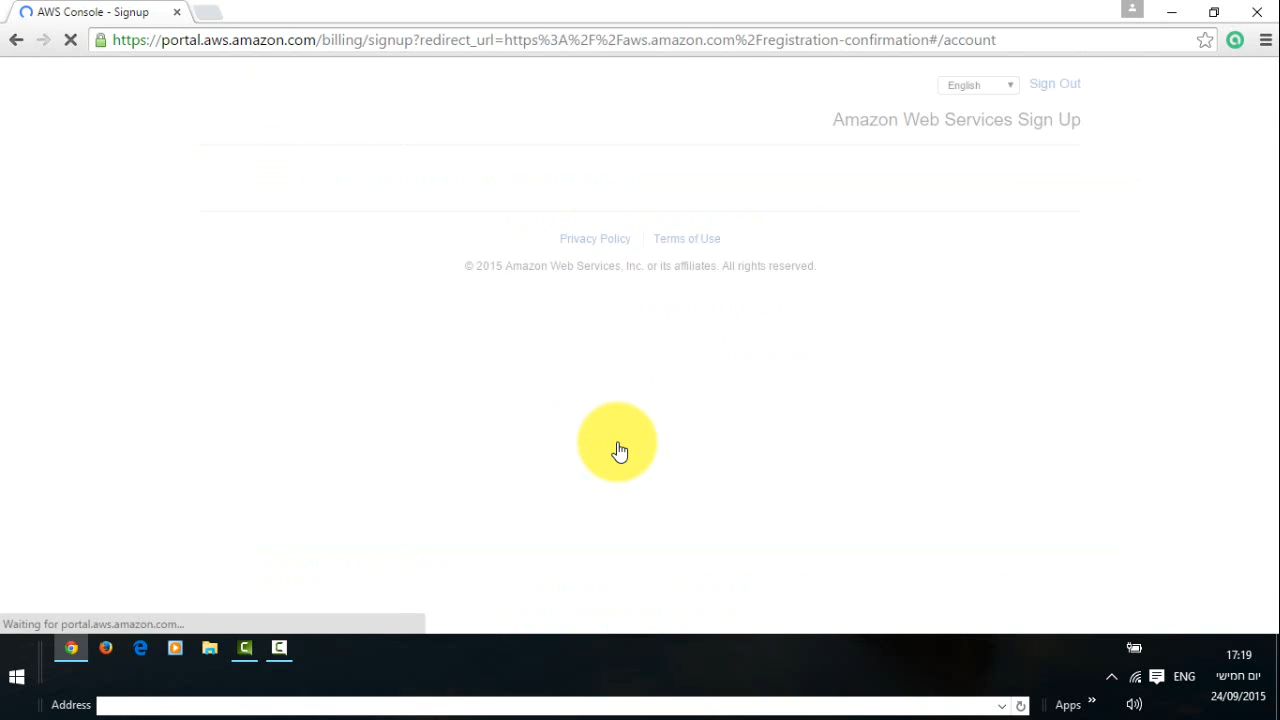 AWS Console - Signup
https://portal.aws.amazon.com/billing/signup?redirect_url=https%3A%2F%2Faws.amazon.com%2Fregistration-confirmation#/account
English
Sign Out
Amazon Web Services Sign Up
Privacy Policy
Terms of Use
© 2015 Amazon Web Services, Inc. or its affiliates. All rights reserved.
Waiting for portal.aws.amazon.com...
17:19
ENG
יום חמישי
24/09/2015
Address
Apps